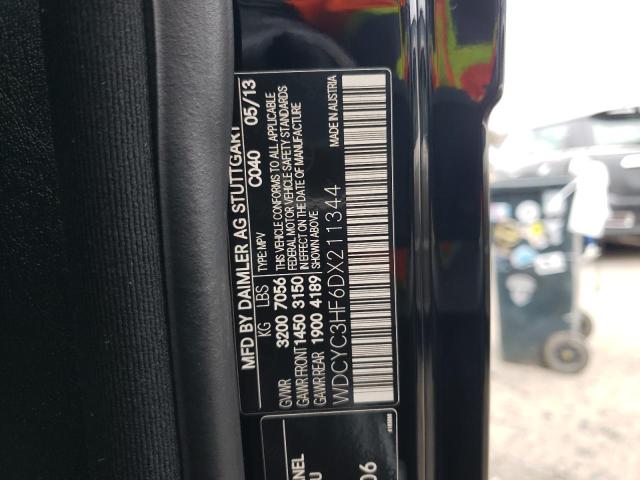 MFD BY DAIMLER AG STUTTGART
KG LBS TYPE: MPV C040 05/13
GVWR 3200 7056 THIS VEHICLE CONFORMS TO ALL APPLICABLE
GAWR FRONT 1450 3150 FEDERAL MOTOR VEHICLE SAFETY STANDARDS
GAWR REAR 1900 4189 IN EFFECT ON THE DATE OF MANUFACTURE
SHOWN ABOVE
WDCYC3HF6DX211344 MADE IN AUSTRIA
NEL
U
06